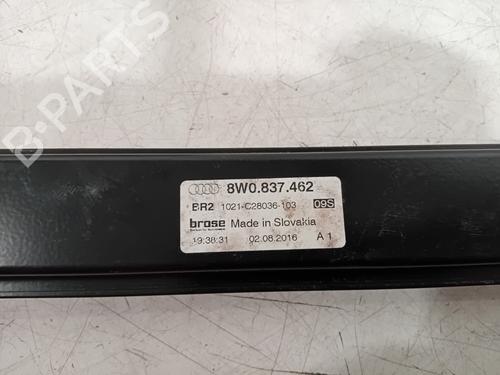 B-PARTS
8W0.837.462
BR2 1021-C28036-103 09S
brose Made in Slovakia
19:38:31 02.08.2016 A 1